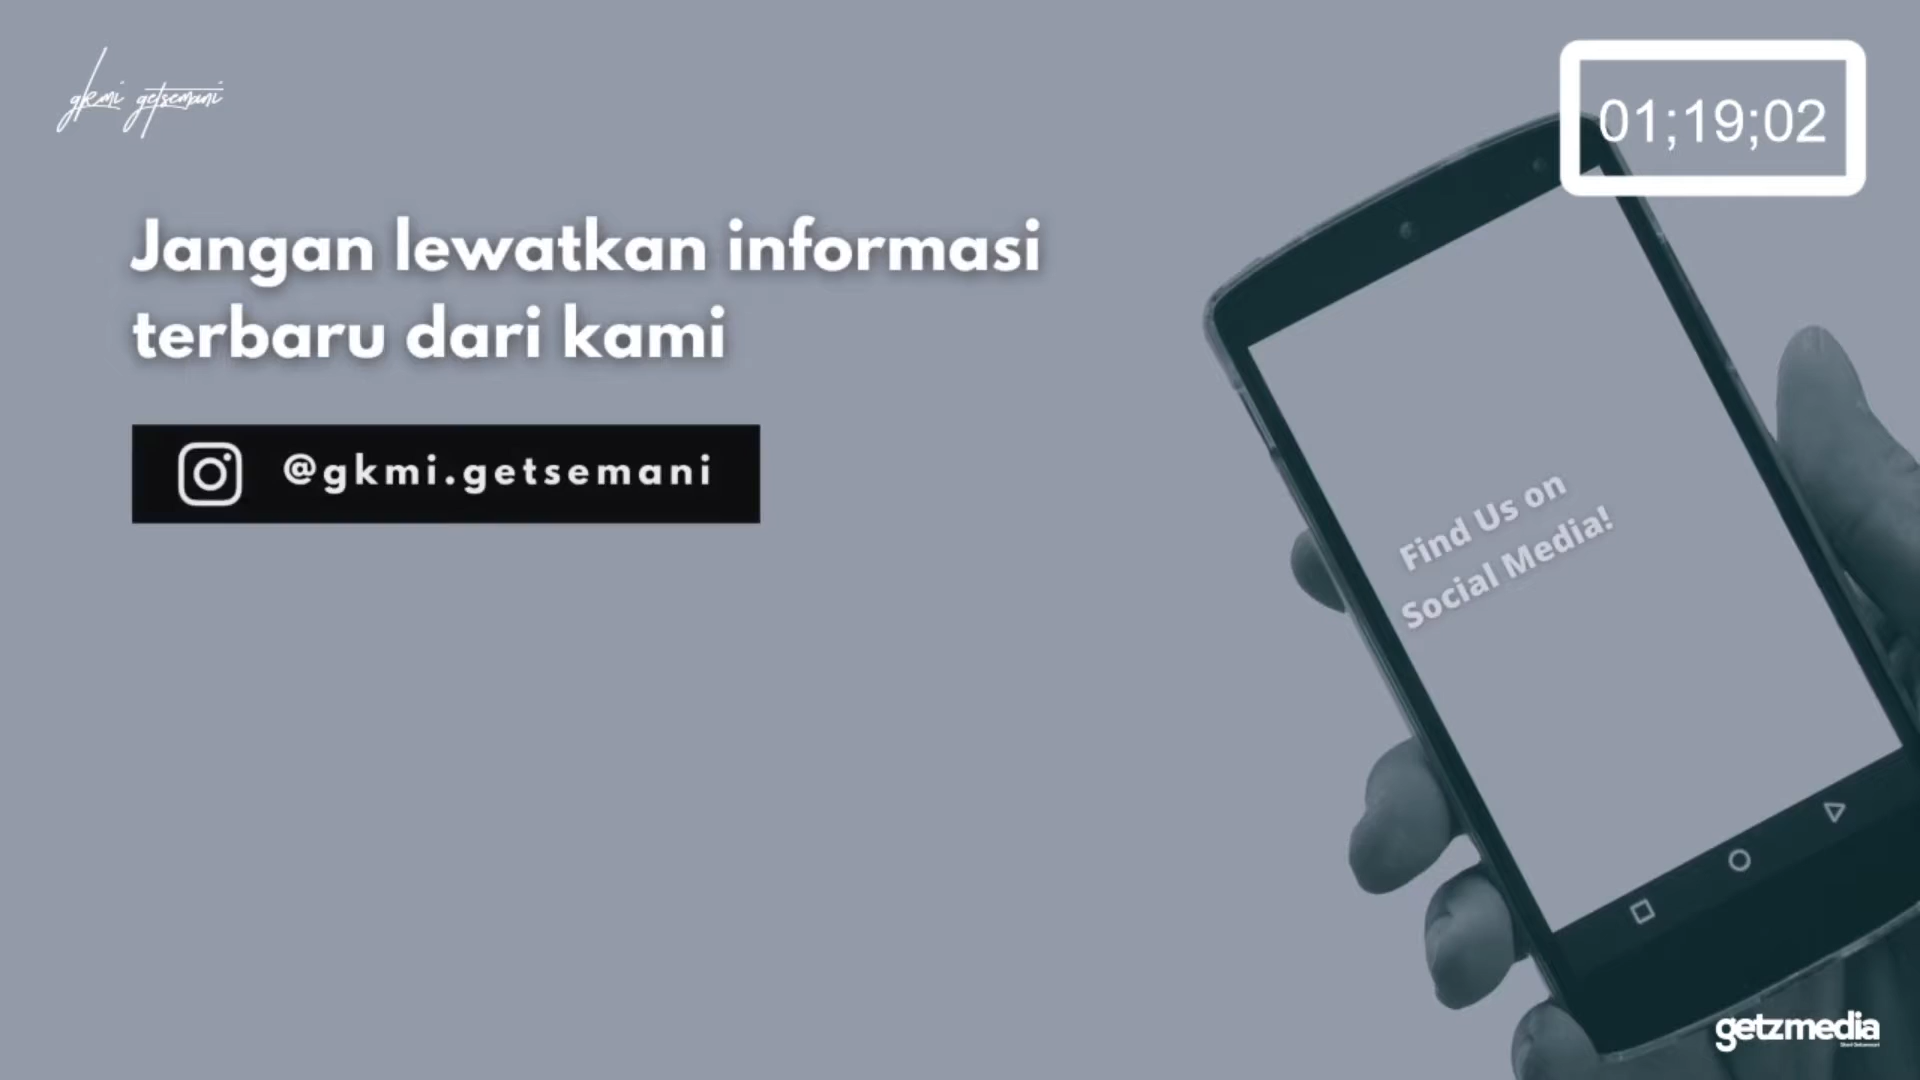 gkmi getsemani
01;19;02
Jangan lewatkan informasi
terbaru dari kami
@gkmi.getsemani
Find Us on
Social Media!
getzmedia